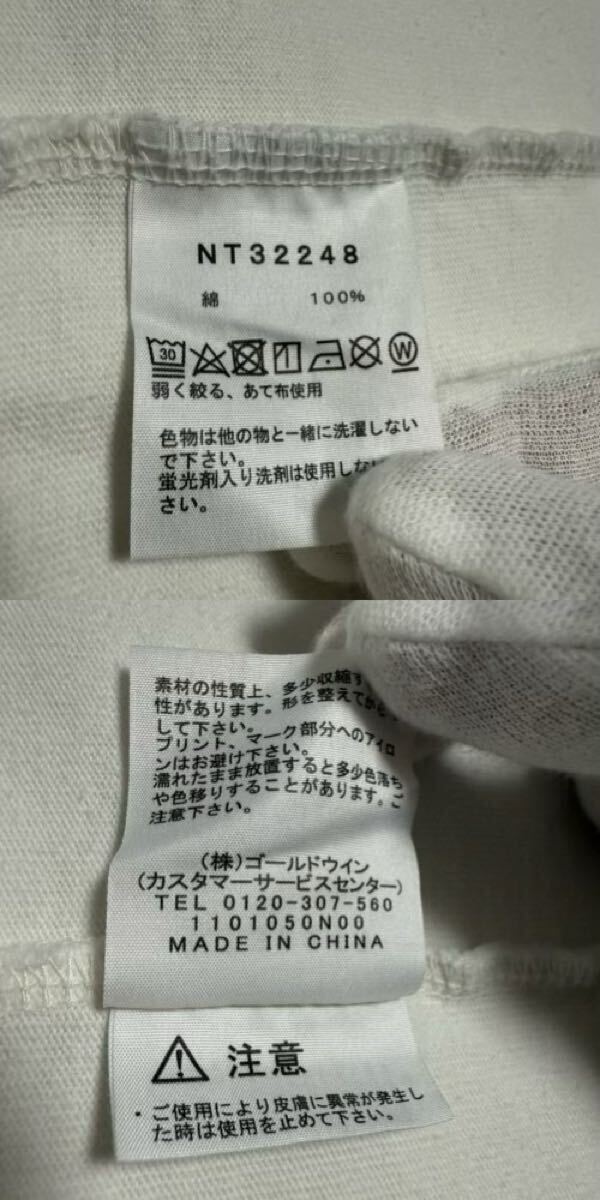 NT32248
綿 100%
30 W
弱く絞る、あて布使用
色物は他の物と一緒に洗濯しない
で下さい。
蛍光剤入り洗剤は使用しない
さい。
素材の性質上、多少収縮す
性があります。形を整えてから
して下さい。
プリント、マーク部分へのアイロ
ンはお避け下さい。
濡れたまま放置すると多少色落ち
や色移りすることがあります。ご
注意下さい。
(株)ゴールドウイン
(カスタマーサービスセンター)
TEL 0120-307-560
1101050N00
MADE IN CHINA
注意
・ご使用により皮膚に異常が発生し
た時は使用を止めて下さい。